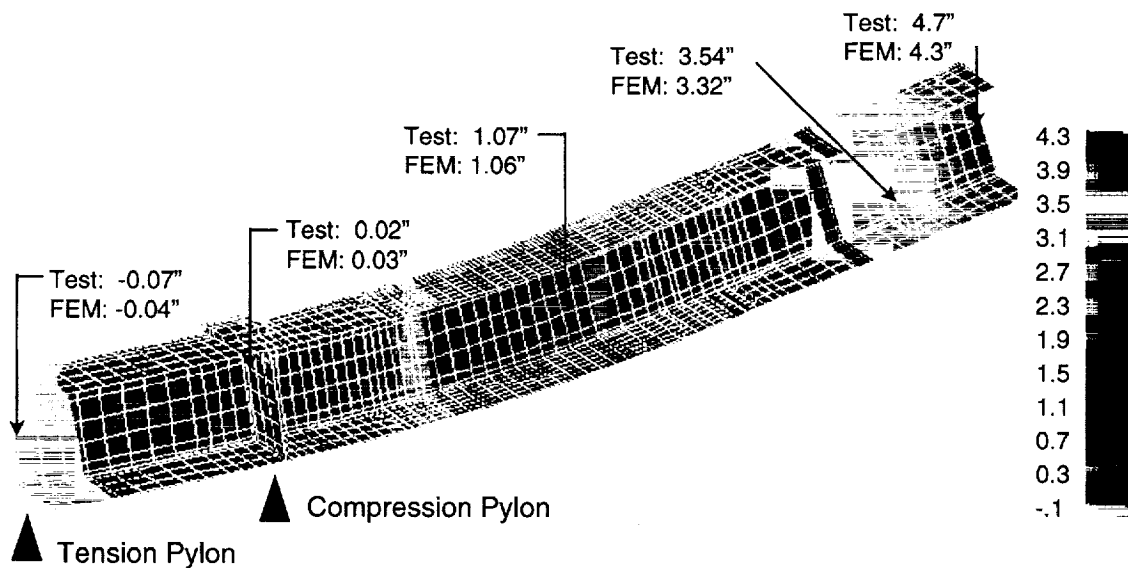 Test: 4.7”
FEM: 4.3”
Test: 3.54”
FEM: 3.32”
Test: 1.07”
FEM: 1.06”
Test: 0.02”
FEM: 0.03”
Test: -0.07”
FEM: -0.04”
4.3
3.9
3.5
3.1
2.7
2.3
1.9
1.5
1.1
0.7
0.3
-.1
Compression Pylon
Tension Pylon